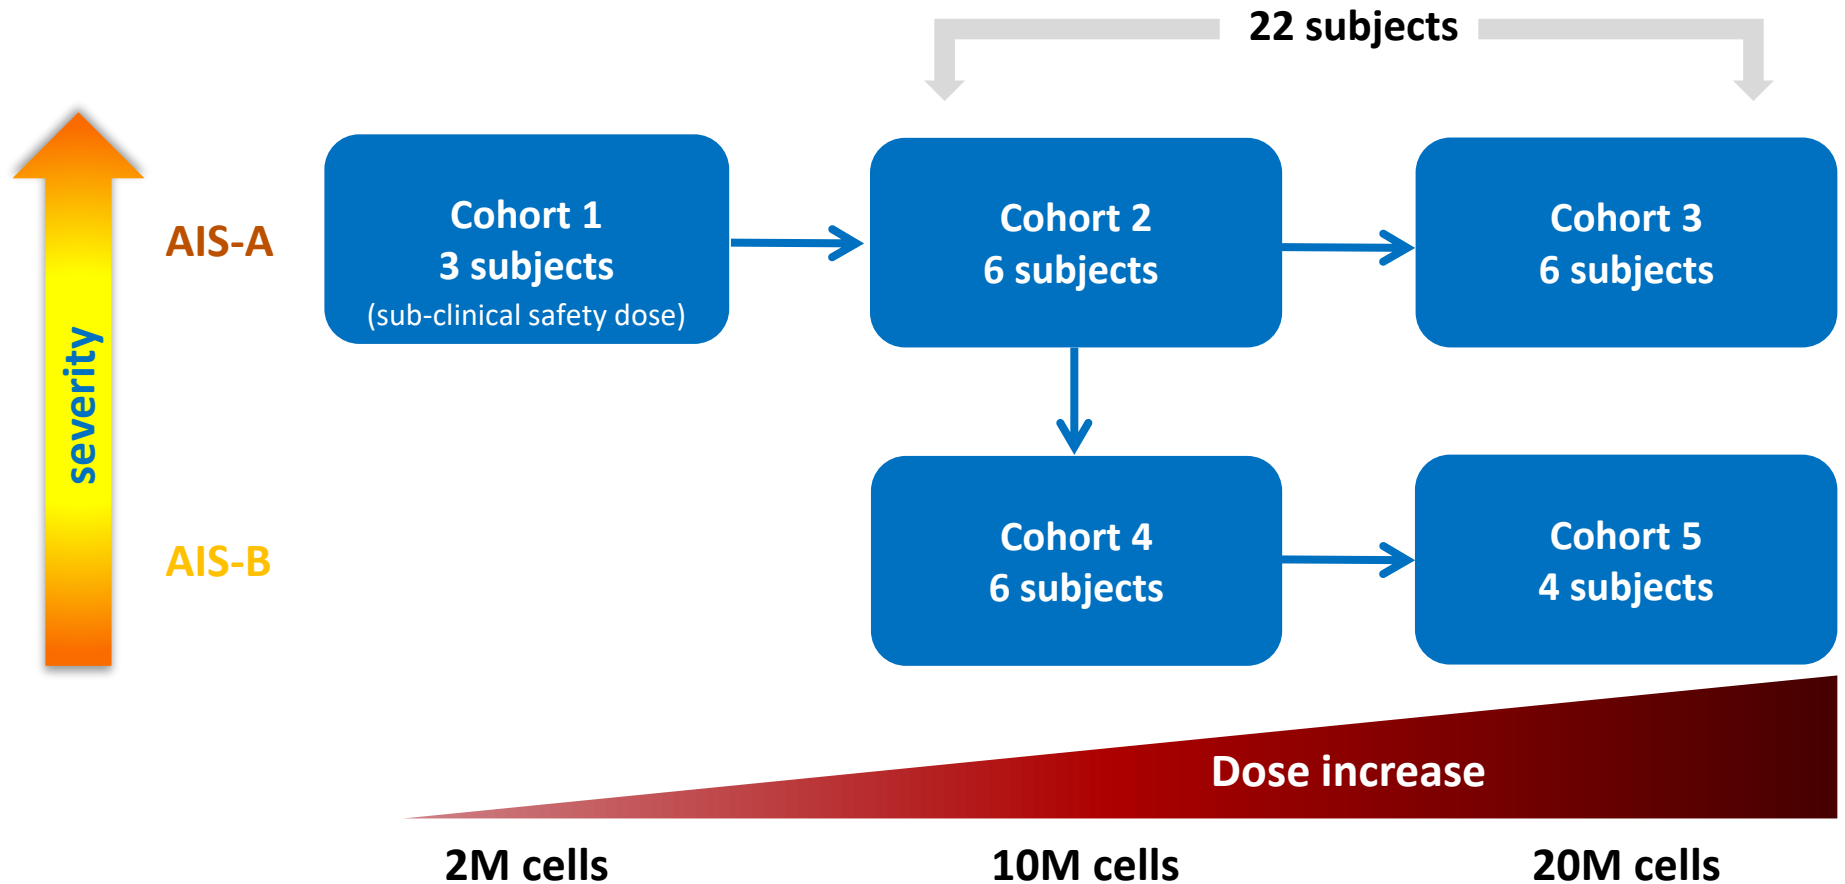 22 subjects
severity
AIS-A
Cohort 1
3 subjects
(sub-clinical safety dose)
Cohort 2
6 subjects
Cohort 3
6 subjects
AIS-B
Cohort 4
6 subjects
Cohort 5
4 subjects
Dose increase
2M cells
10M cells
20M cells